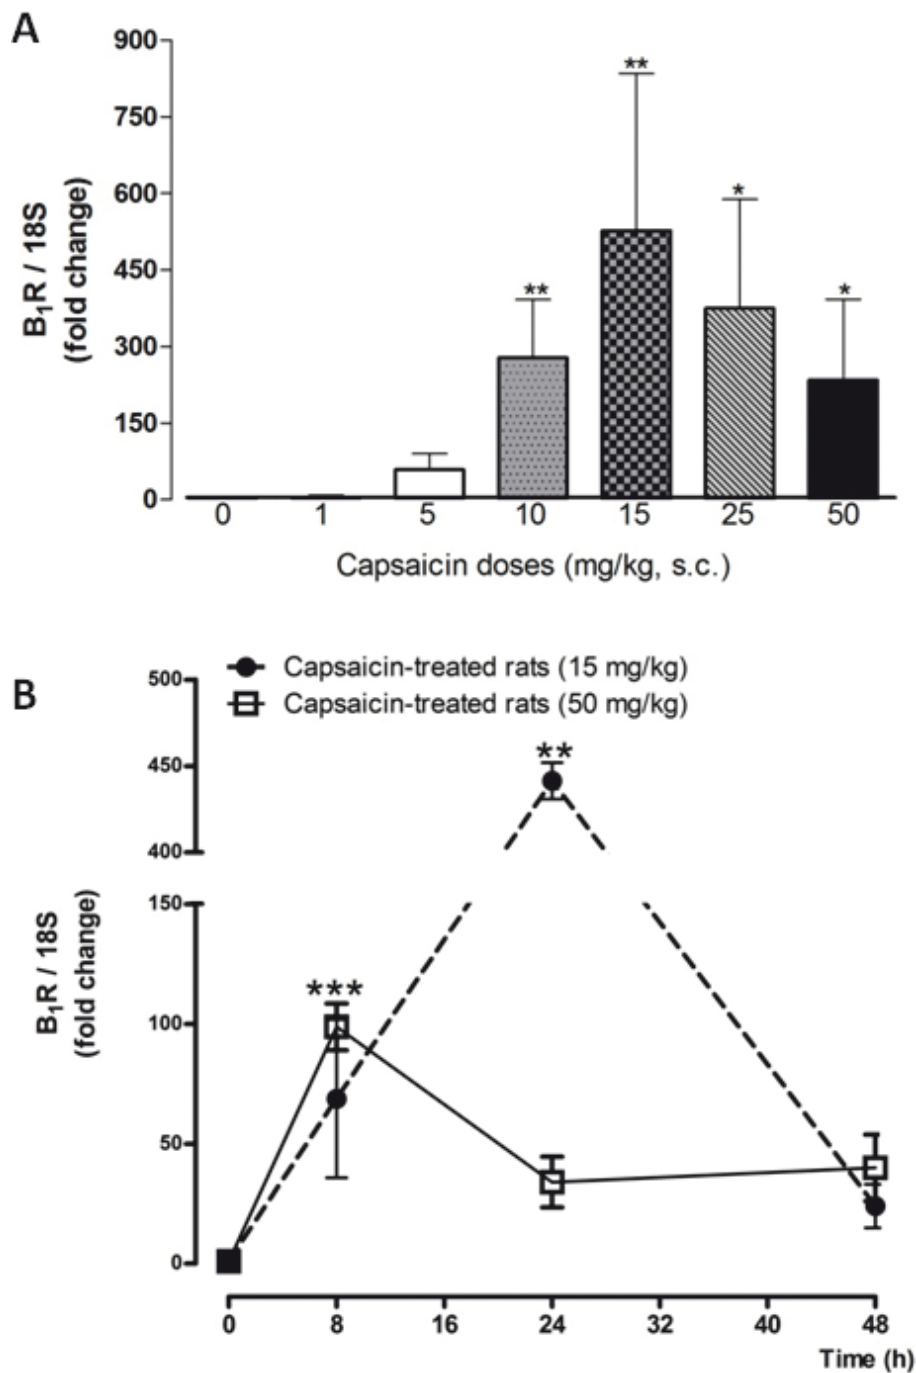 A
900
750
600
450
300
150
0
B1R / 18S
(fold change)
**
**
*
*
0 1 5 10 15 25 50
Capsaicin doses (mg/kg, s.c.)
B
Capsaicin-treated rats (15 mg/kg)
Capsaicin-treated rats (50 mg/kg)
500
450
400
150
100
50
0
B1R / 18S
(fold change)
**
***
0 8 16 24 32 40 48
Time (h)